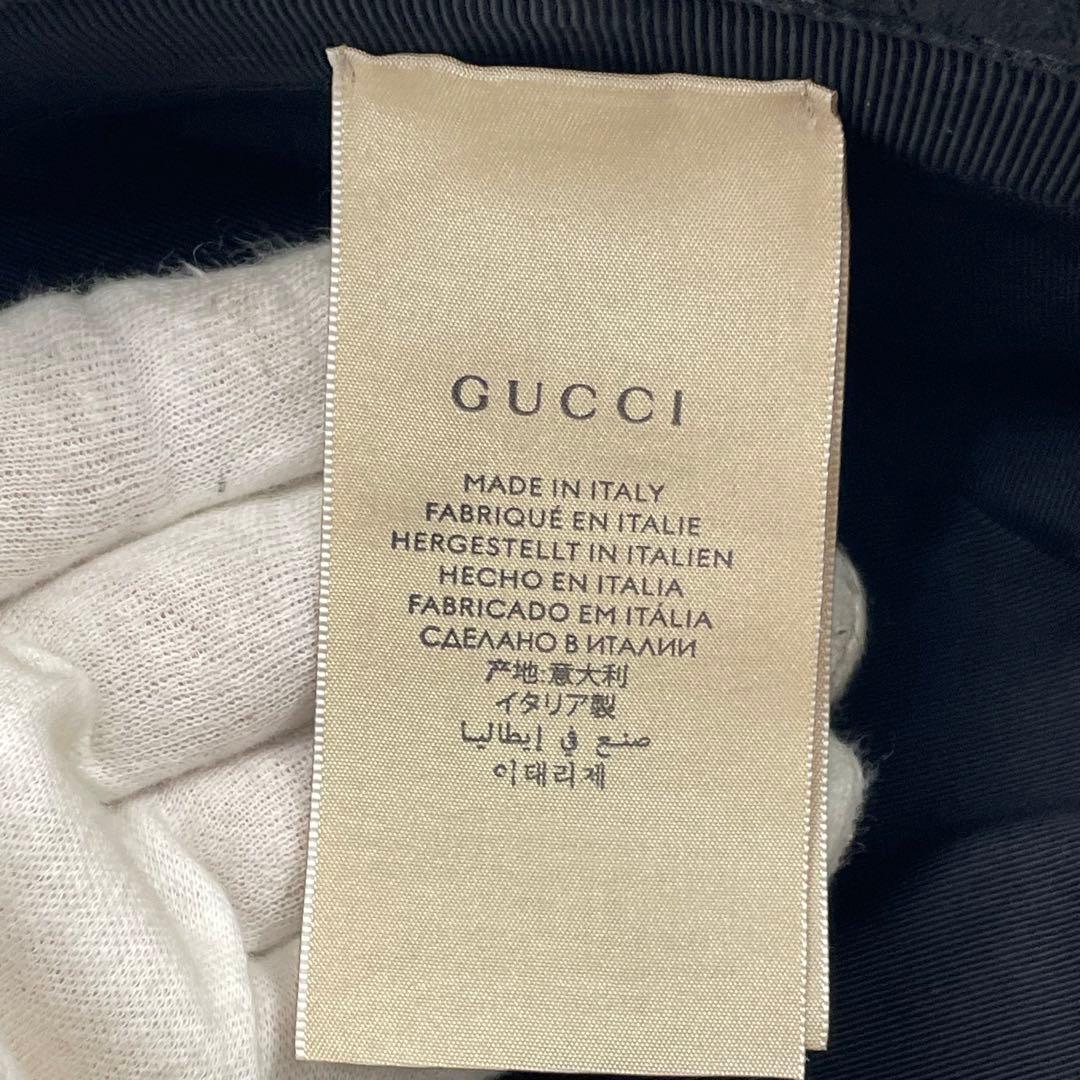 GUCCI
MADE IN ITALY
FABRIQUÉ EN ITALIE
HERGESTELLT IN ITALIEN
HECHO EN ITALIA
FABRICADO EM ITÁLIA
СДЕЛАНО В ИТАЛИИ
产地:意大利
イタリア製
صنع في إيطاليا
이태리제